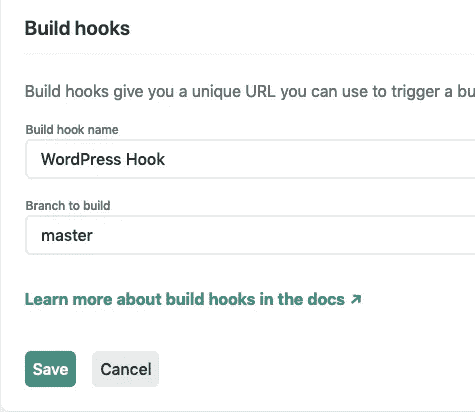 Build hooks
Build hooks give you a unique URL you can use to trigger a bu
Build hook name
WordPress Hook
Branch to build
master
Learn more about build hooks in the docs ↗
Save Cancel